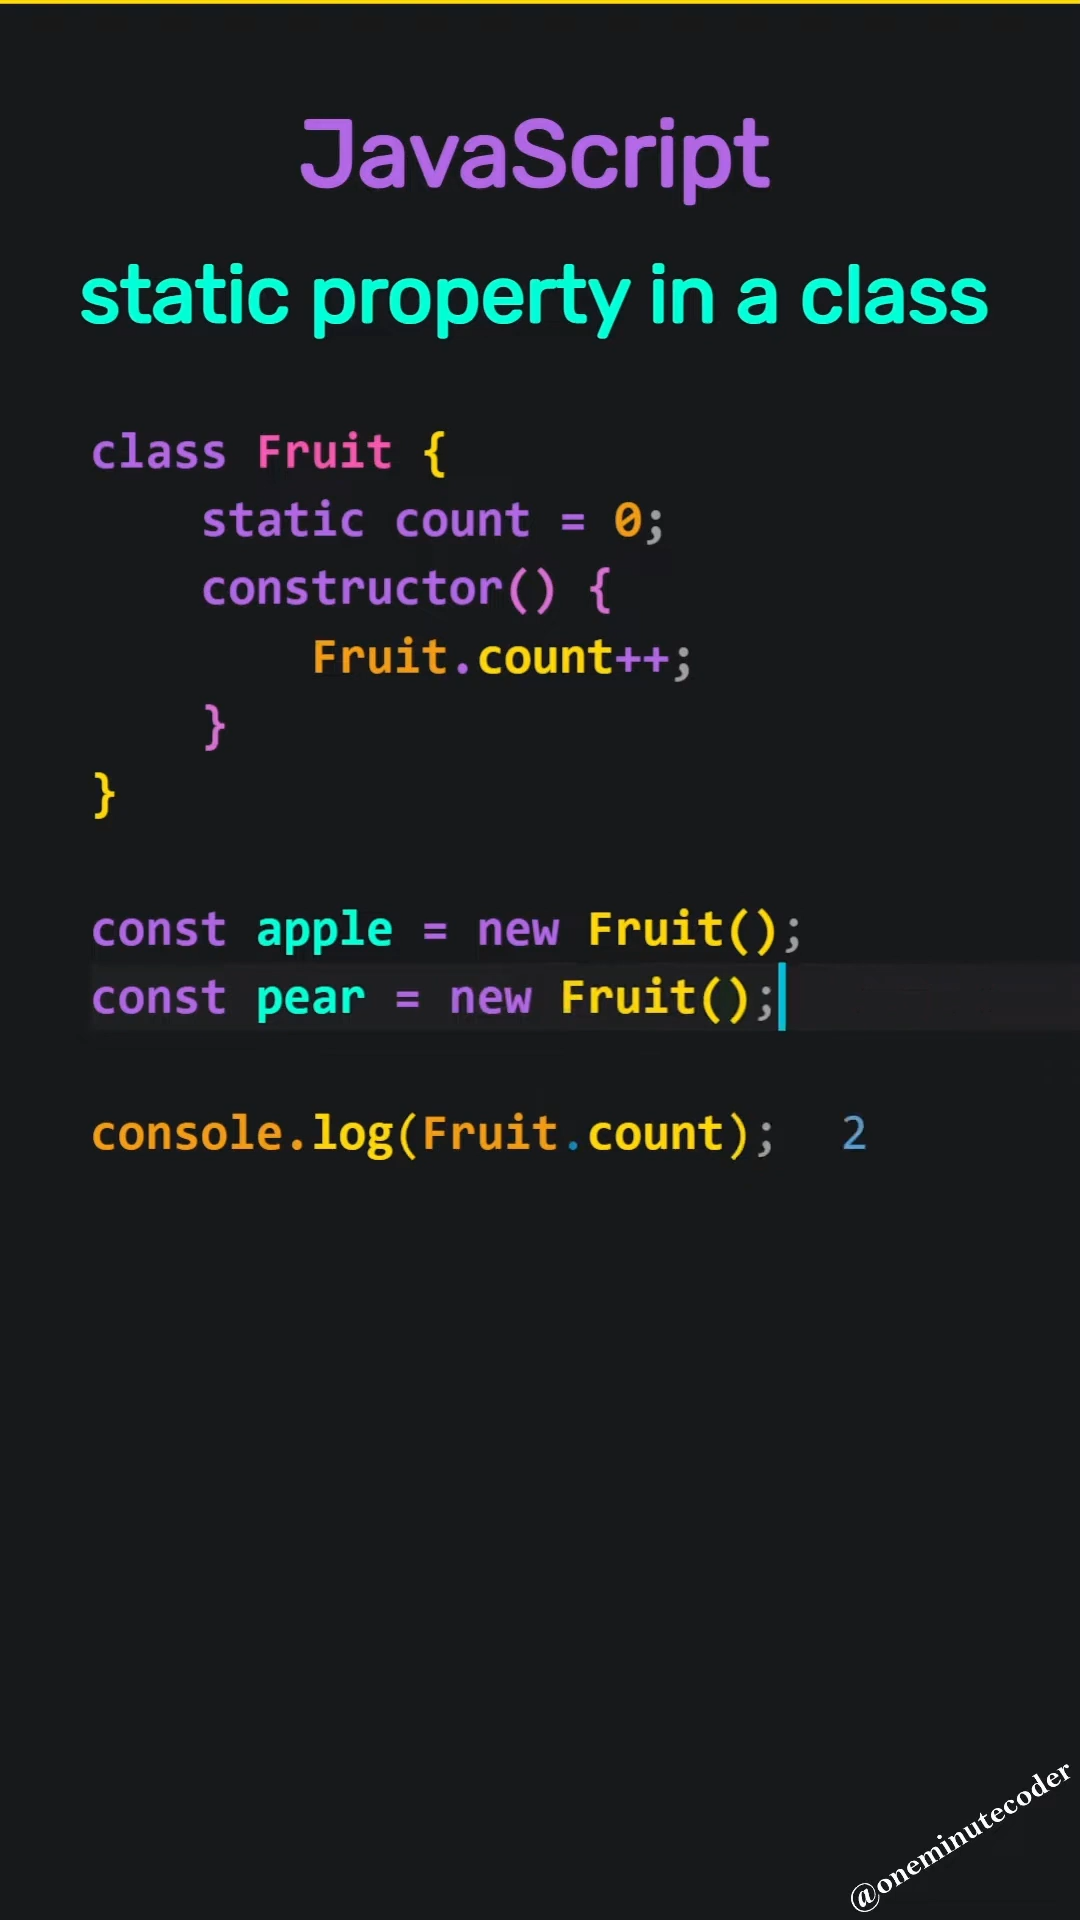 JavaScript
static property in a class
class Fruit {
    static count = 0;
    constructor() {
        Fruit.count++;
    }
}
const apple = new Fruit();
const pear = new Fruit();
console.log(Fruit.count);  2
@oneminutecoder